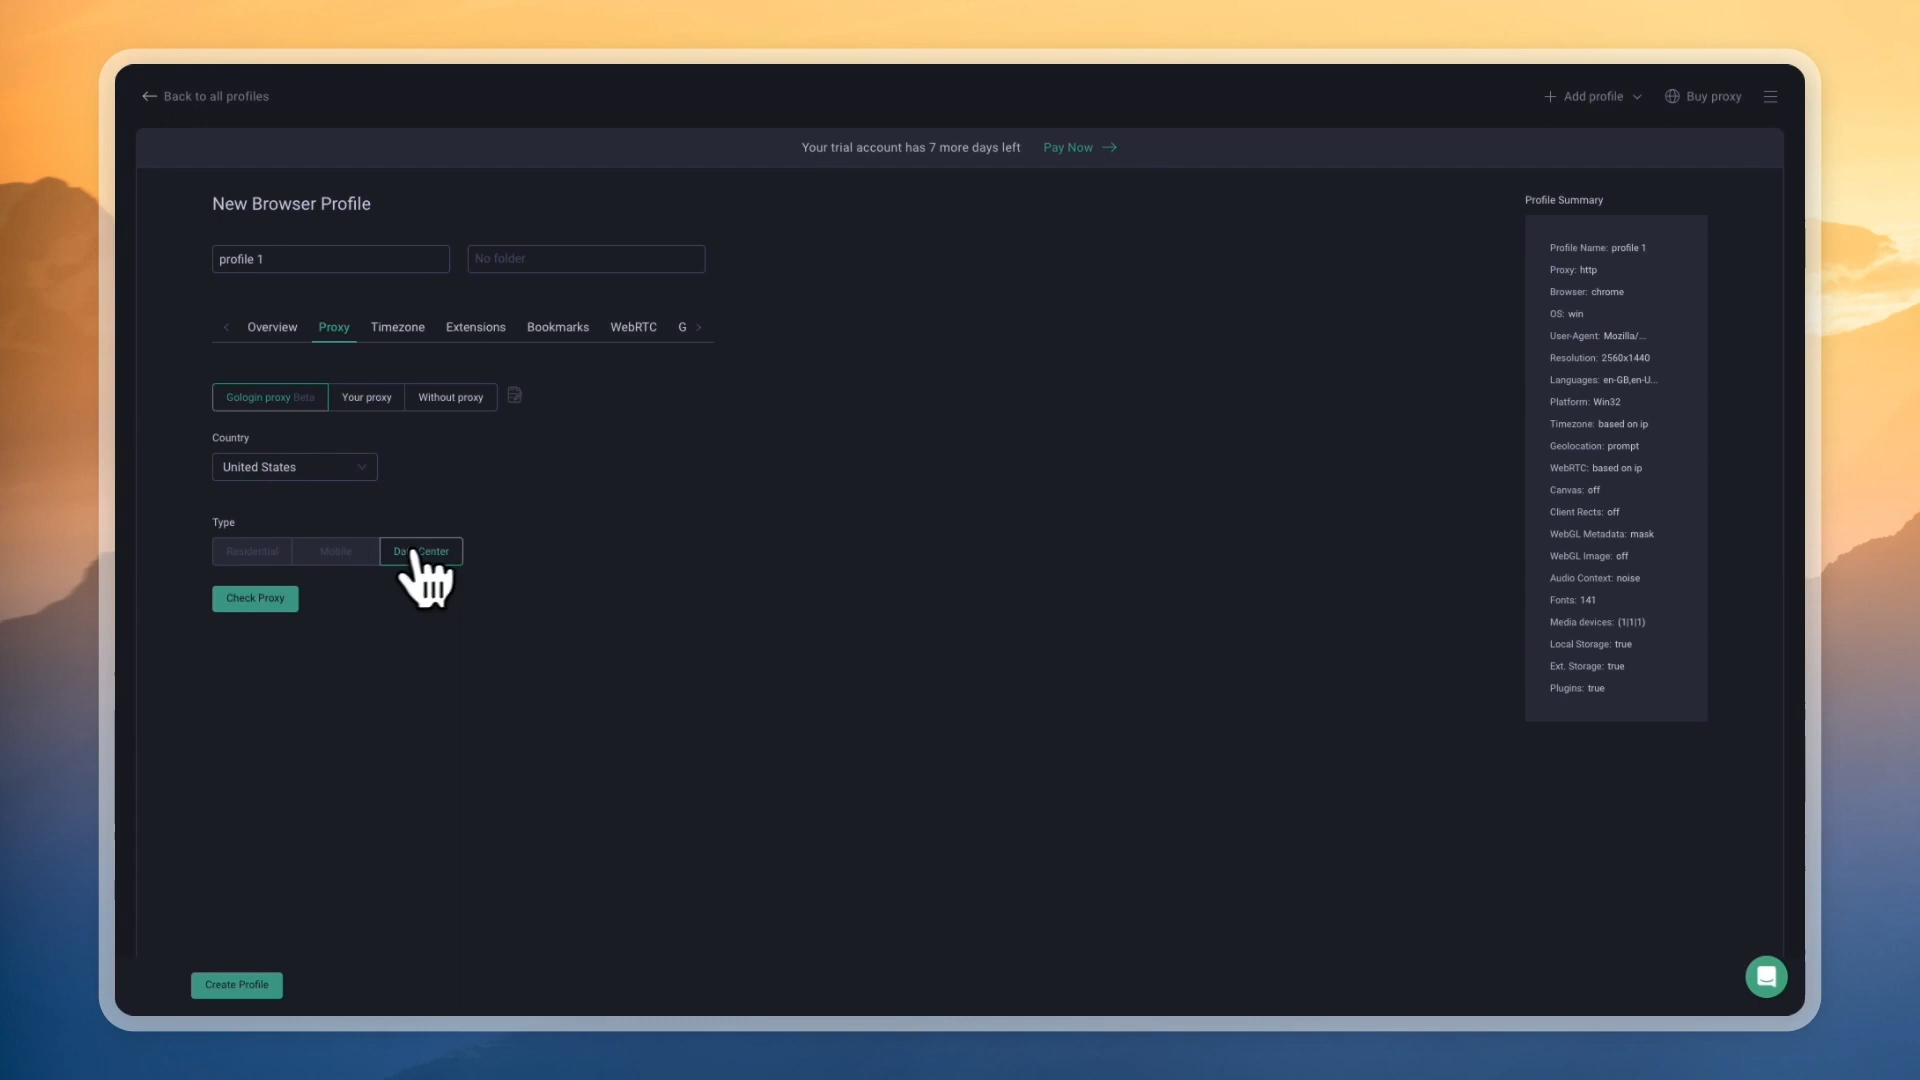 Back to all profiles
Add profile
Buy proxy
Your trial account has 7 more days left Pay Now
New Browser Profile
profile 1
No folder
Overview Proxy Timezone Extensions Bookmarks WebRTC G
Gologin proxy Beta Your proxy Without proxy
Country
United States
Type
Residential Mobile Data Center
Check Proxy
Create Profile
Profile Summary
Profile Name: profile 1
Proxy: http
Browser: chrome
OS: win
User-Agent: Mozilla/...
Resolution: 2560x1440
Languages: en-GB,en-U...
Platform: Win32
Timezone: based on ip
Geolocation: prompt
WebRTC: based on ip
Canvas: off
Client Rects: off
WebGL Metadata: mask
WebGL Image: off
Audio Context: noise
Fonts: 141
Media devices: (1|1|1)
Local Storage: true
Ext. Storage: true
Plugins: true